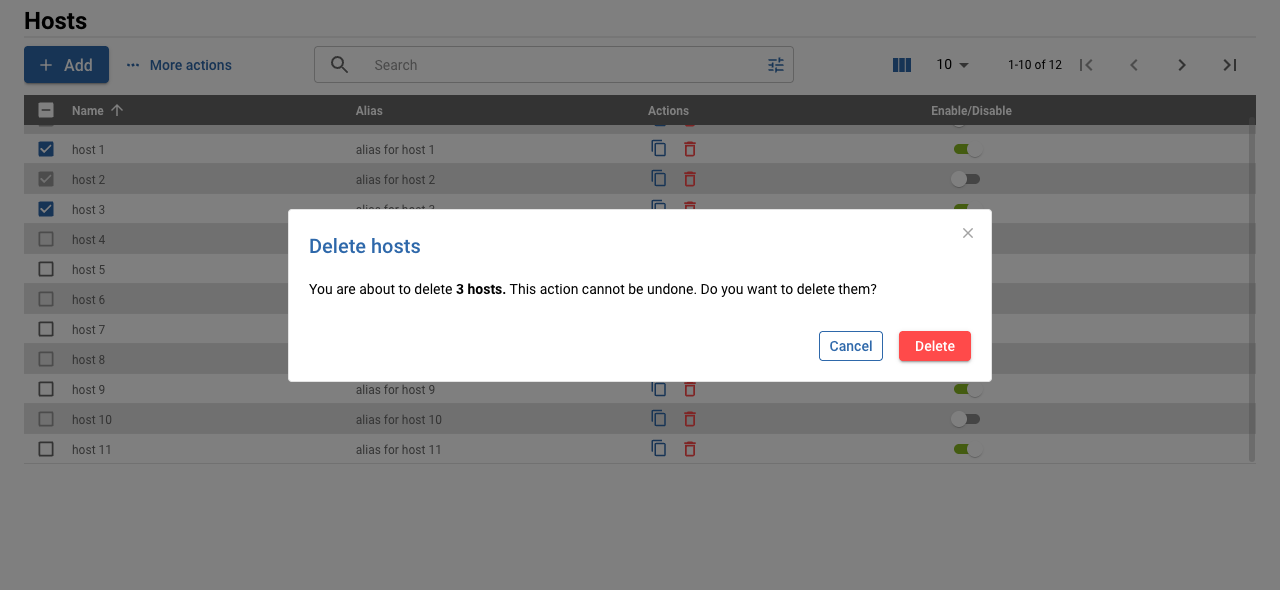 Hosts
Add
More actions
Search
10
1-10 of 12
Name Alias Actions Enable/Disable
host 1 alias for host 1
host 2 alias for host 2
host 3 alias for host 3
host 4
host 5
host 6
host 7
host 8
host 9 alias for host 9
host 10 alias for host 10
host 11 alias for host 11
Delete hosts
You are about to delete 3 hosts. This action cannot be undone. Do you want to delete them?
Cancel
Delete